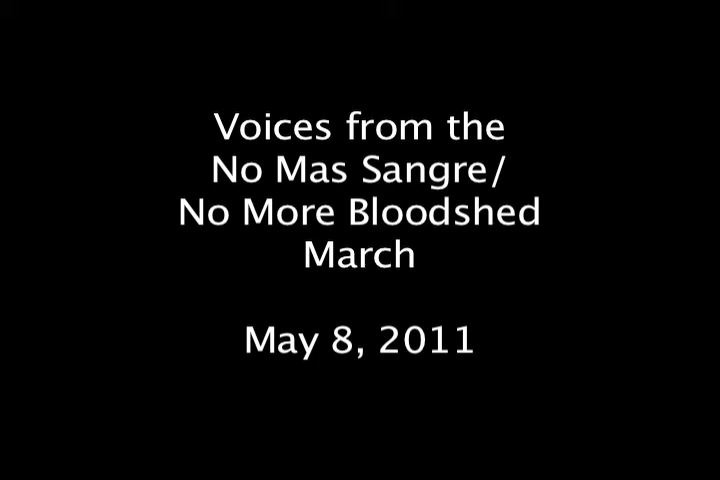 Voices from the
No Mas Sangre/
No More Bloodshed
March
May 8, 2011